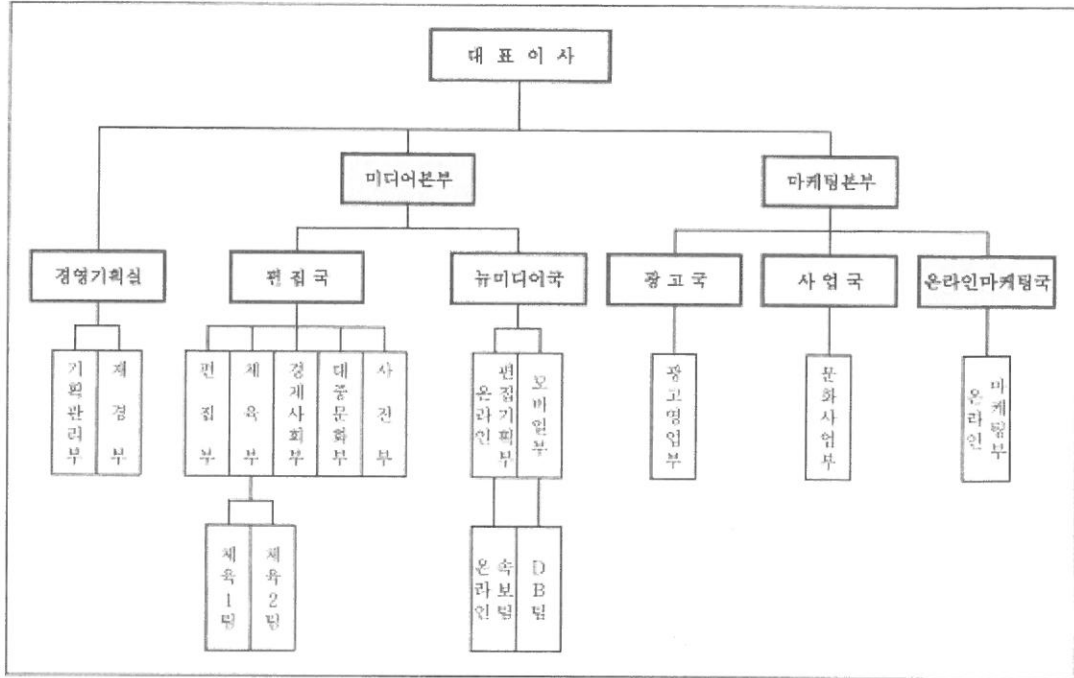 대 표 이 사
미디어본부
마케팅본부
경영기획실
편 집 국
뉴미디어국
광 고 국
사 업 국
온라인마케팅국
기획관리부
재경부
편집부
체육부
경제사회부
대중문화부
사진부
온라인
편집기획부
모바일부
광고영업부
문화사업부
온라인
마케팅부
체육1팀
체육2팀
온라인
속보팀
DB팀